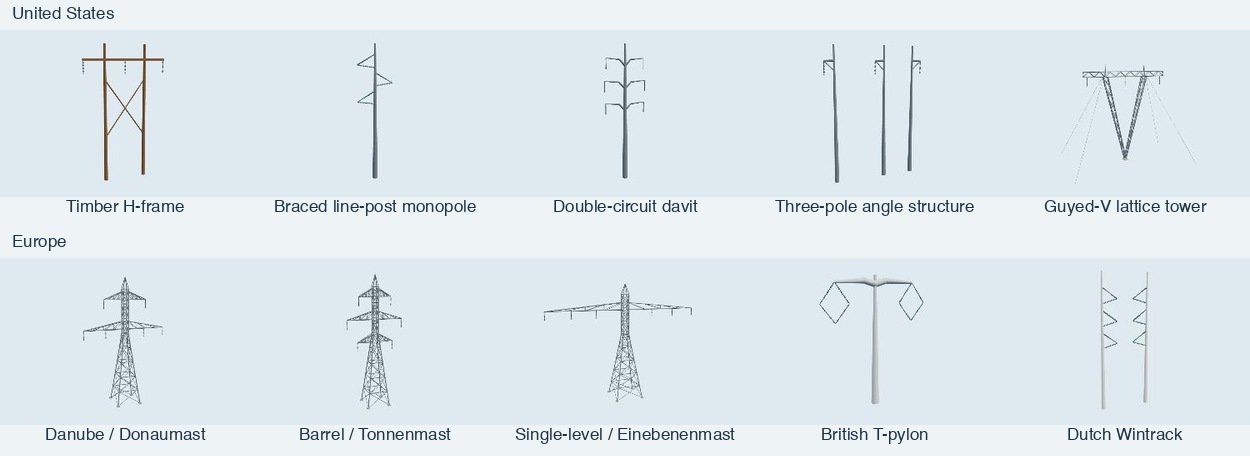 United States
Timber H-frame
Braced line-post monopole
Double-circuit davit
Three-pole angle structure
Guyed-V lattice tower
Europe
Danube / Donaumast
Barrel / Tonnenmast
Single-level / Einebenenmast
British T-pylon
Dutch Wintrack